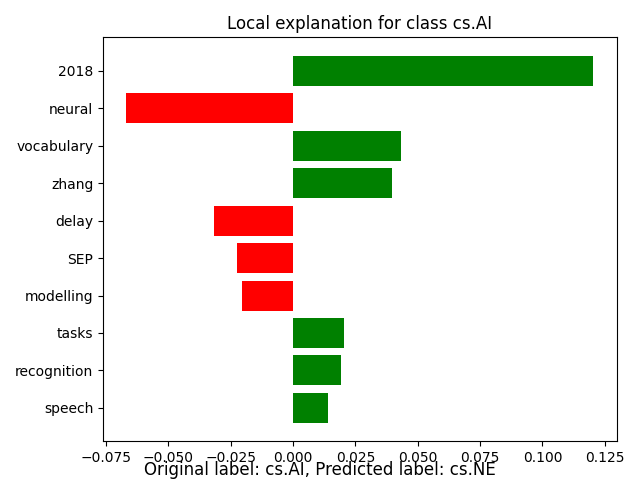 Local explanation for class cs.AI
2018
neural
vocabulary
zhang
delay
SEP
modelling
tasks
recognition
speech
−0.075 −0.050 −0.025 0.000 0.025 0.050 0.075 0.100 0.125
Original label: cs.AI, Predicted label: cs.NE